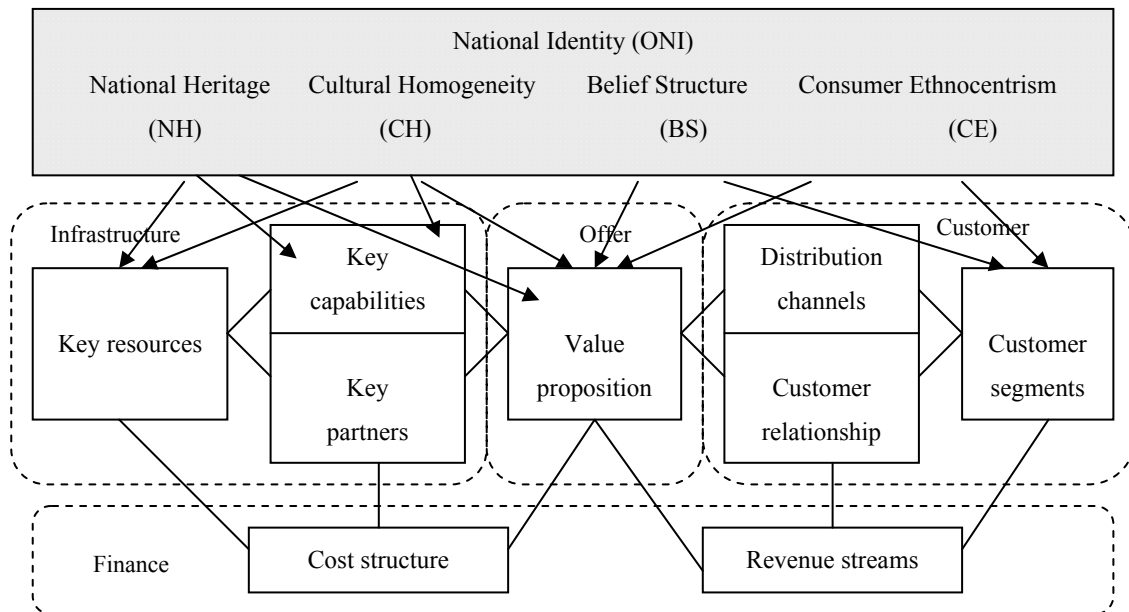 National Identity (ONI)
National Heritage Cultural Homogeneity Belief Structure Consumer Ethnocentrism
(NH) (CH) (BS) (CE)
Infrastructure
Offer
Customer
Key resources
Key
capabilities
Key
partners
Value
proposition
Distribution
channels
Customer
relationship
Customer
segments
Finance
Cost structure
Revenue streams